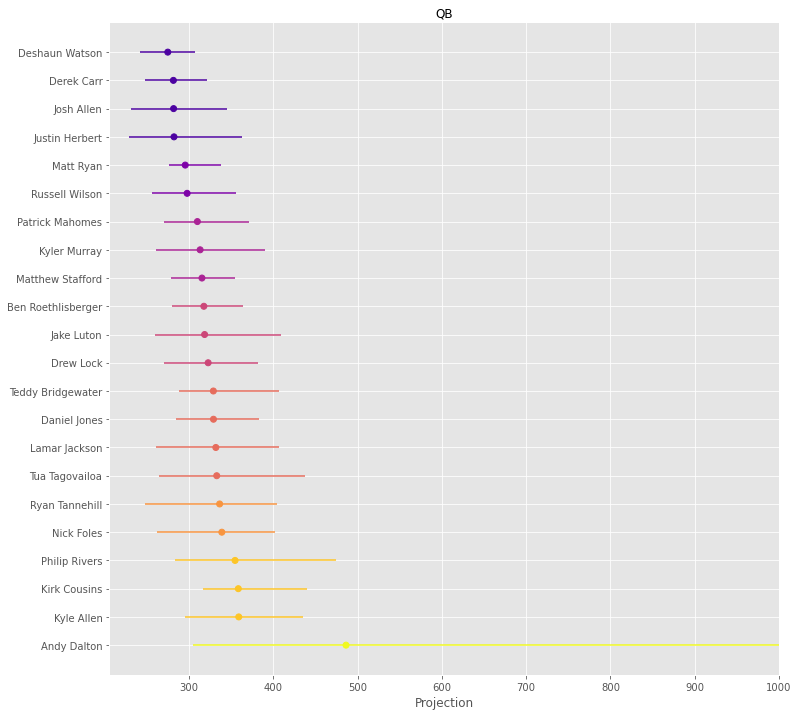 QB
Deshaun Watson
Derek Carr
Josh Allen
Justin Herbert
Matt Ryan
Russell Wilson
Patrick Mahomes
Kyler Murray
Matthew Stafford
Ben Roethlisberger
Jake Luton
Drew Lock
Teddy Bridgewater
Daniel Jones
Lamar Jackson
Tua Tagovailoa
Ryan Tannehill
Nick Foles
Philip Rivers
Kirk Cousins
Kyle Allen
Andy Dalton
300 400 500 600 700 800 900 1000
Projection